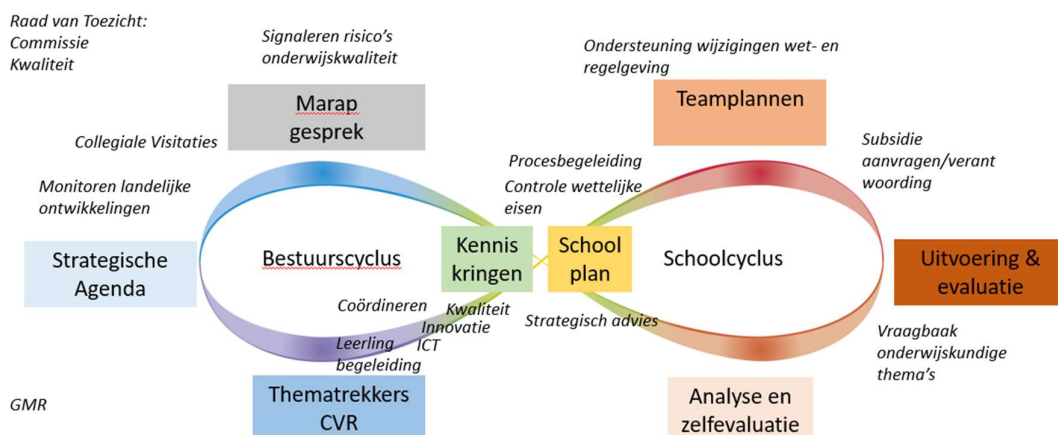 Raad van Toezicht:
Commissie
Kwaliteit
Signaleren risico's
onderwijskwaliteit
Ondersteuning wijzigingen wet- en
regelgeving
Marap
gesprek
Teamplannen
Collegiale Visitaties
Procesbegeleiding
Subsidie
aanvragen/verant
woording
Monitoren landelijke
ontwikkelingen
Controle wettelijke
eisen
Strategische
Agenda
Bestuurscyclus
Kennis
kringen
School
plan
Schoolcyclus
Uitvoering &
evaluatie
Coördineren
Kwaliteit
Innovatie
Strategisch advies
Leerling
begeleiding
ICT
Vraagbaak
onderwijskundige
thema's
Thematrekkers
CVR
Analyse en
zelfevaluatie
GMR